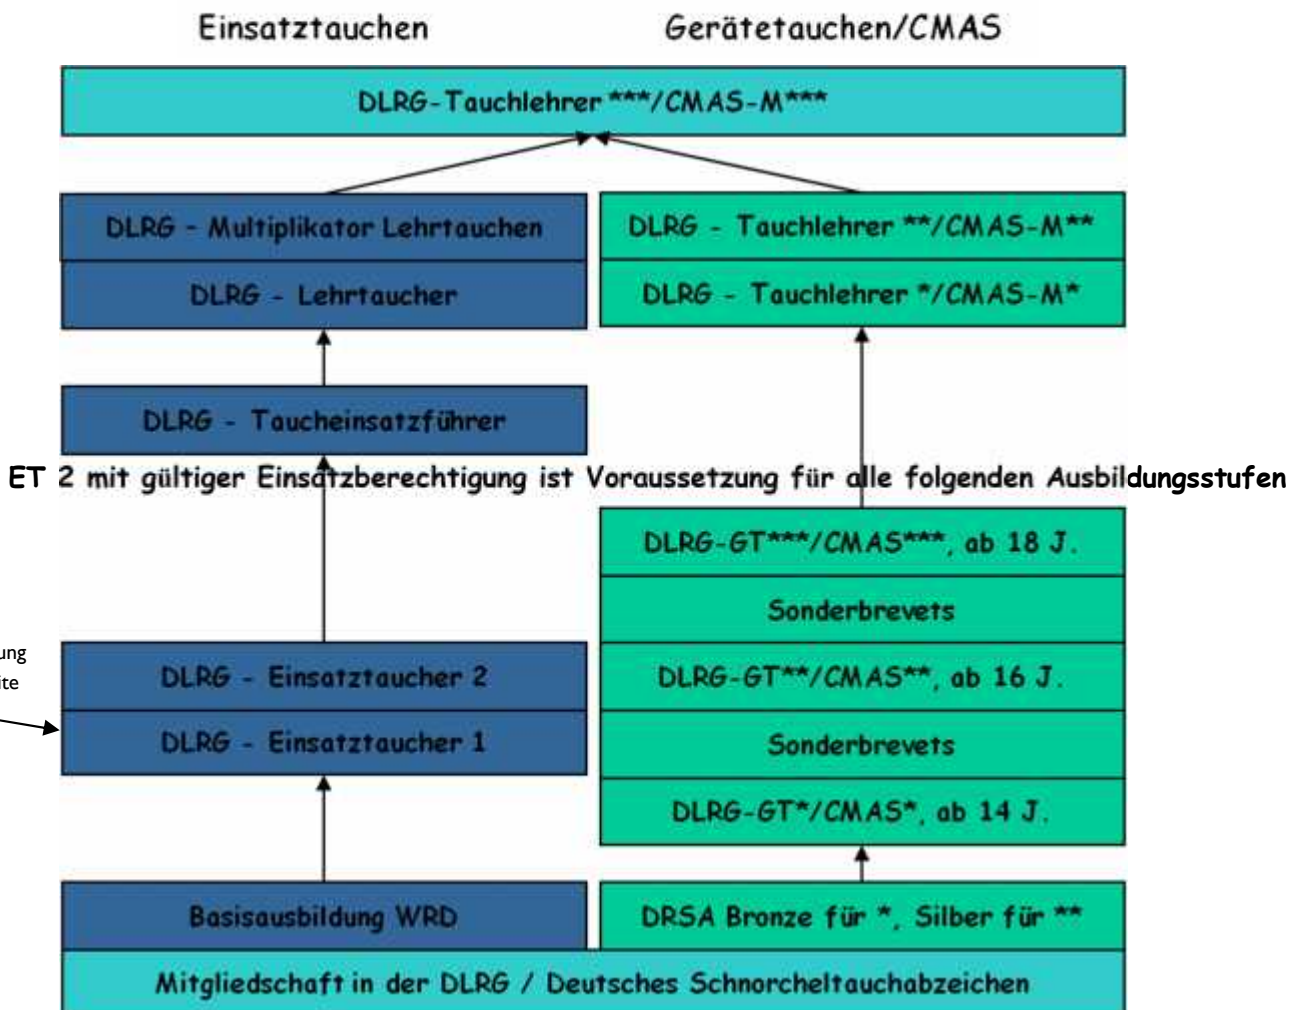 Einsatztauchen
Gerätetauchen/CMAS
DLRG-Tauchlehrer ***/CMAS-M***
DLRG - Multiplikator Lehrtauchen
DLRG - Lehrtaucher
DLRG - Tauchlehrer **/CMAS-M**
DLRG - Tauchlehrer */CMAS-M*
DLRG - Taucheinsatzführer
ET 2 mit gültiger Einsatzberechtigung ist Voraussetzung für alle folgenden Ausbildungsstufen
DLRG-GT***/CMAS***, ab 18 J.
Sonderbrevets
DLRG-GT**/CMAS**, ab 16 J.
Sonderbrevets
DLRG-GT*/CMAS*, ab 14 J.
ung
ite
DLRG - Einsatztaucher 2
DLRG - Einsatztaucher 1
Basisausbildung WRD
DRSA Bronze für *, Silber für **
Mitgliedschaft in der DLRG / Deutsches Schnorcheltauchabzeichen